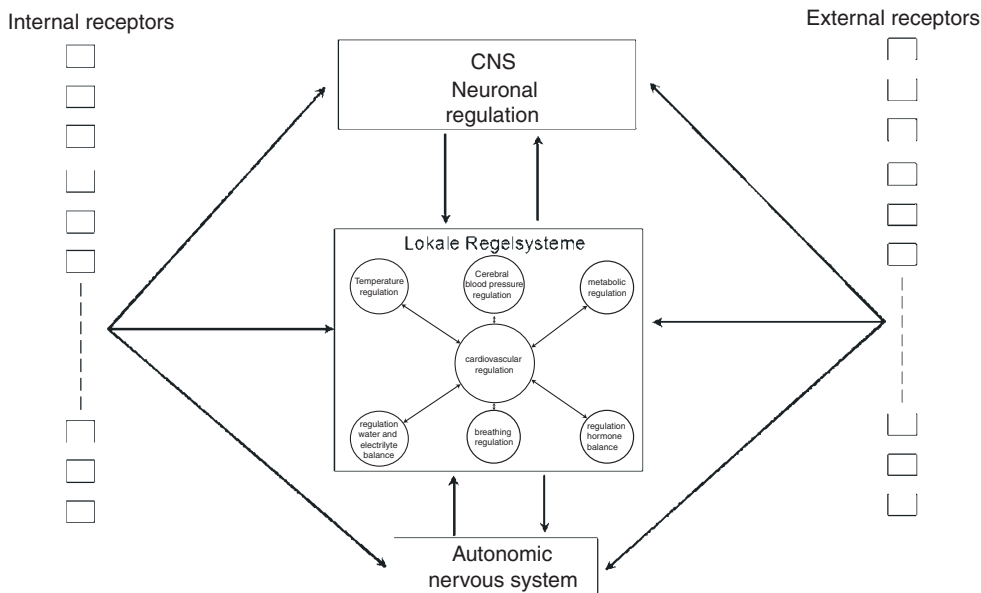 Internal receptors
External receptors
CNS
Neuronal
regulation
Lokale Regelsysteme
Temperature
regulation
Cerebral
blood pressure
regulation
metabolic
regulation
cardiovascular
regulation
regulation
water and
electrilyte
balance
breathing
regulation
regulation
hormone
balance
Autonomic
nervous system